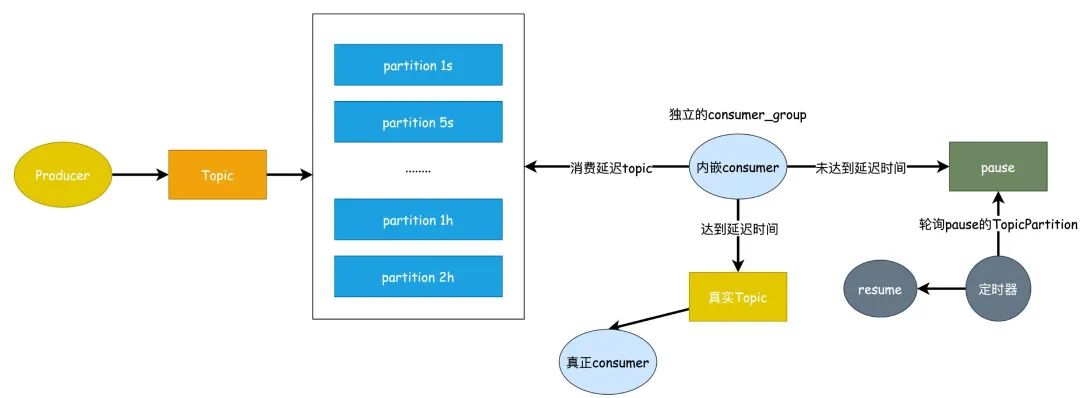 Producer
Topic
partition 1s
partition 5s
........
partition 1h
partition 2h
消费延迟topic
独立的consumer_group
内嵌consumer
未达到延迟时间
pause
达到延迟时间
轮询pause的TopicPartition
真实Topic
resume
定时器
真正consumer